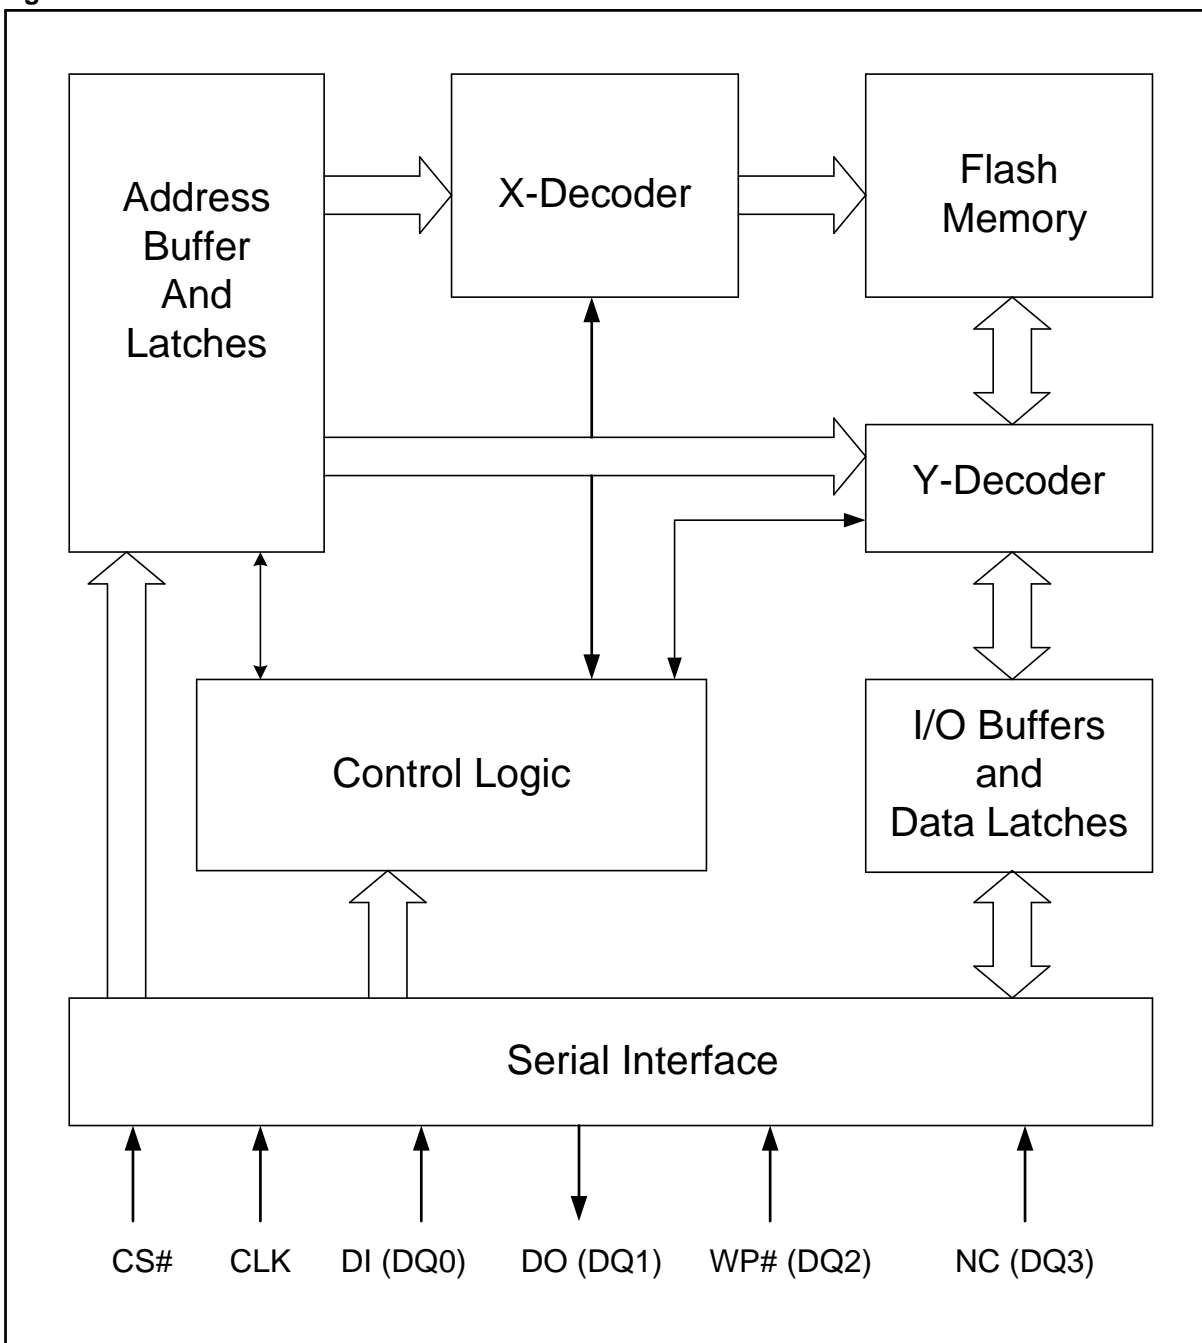 Address
Buffer
And
Latches
X-Decoder
Flash
Memory
Y-Decoder
Control Logic
I/O Buffers
and
Data Latches
Serial Interface
CS#
CLK
DI (DQ0)
DO (DQ1)
WP# (DQ2)
NC (DQ3)